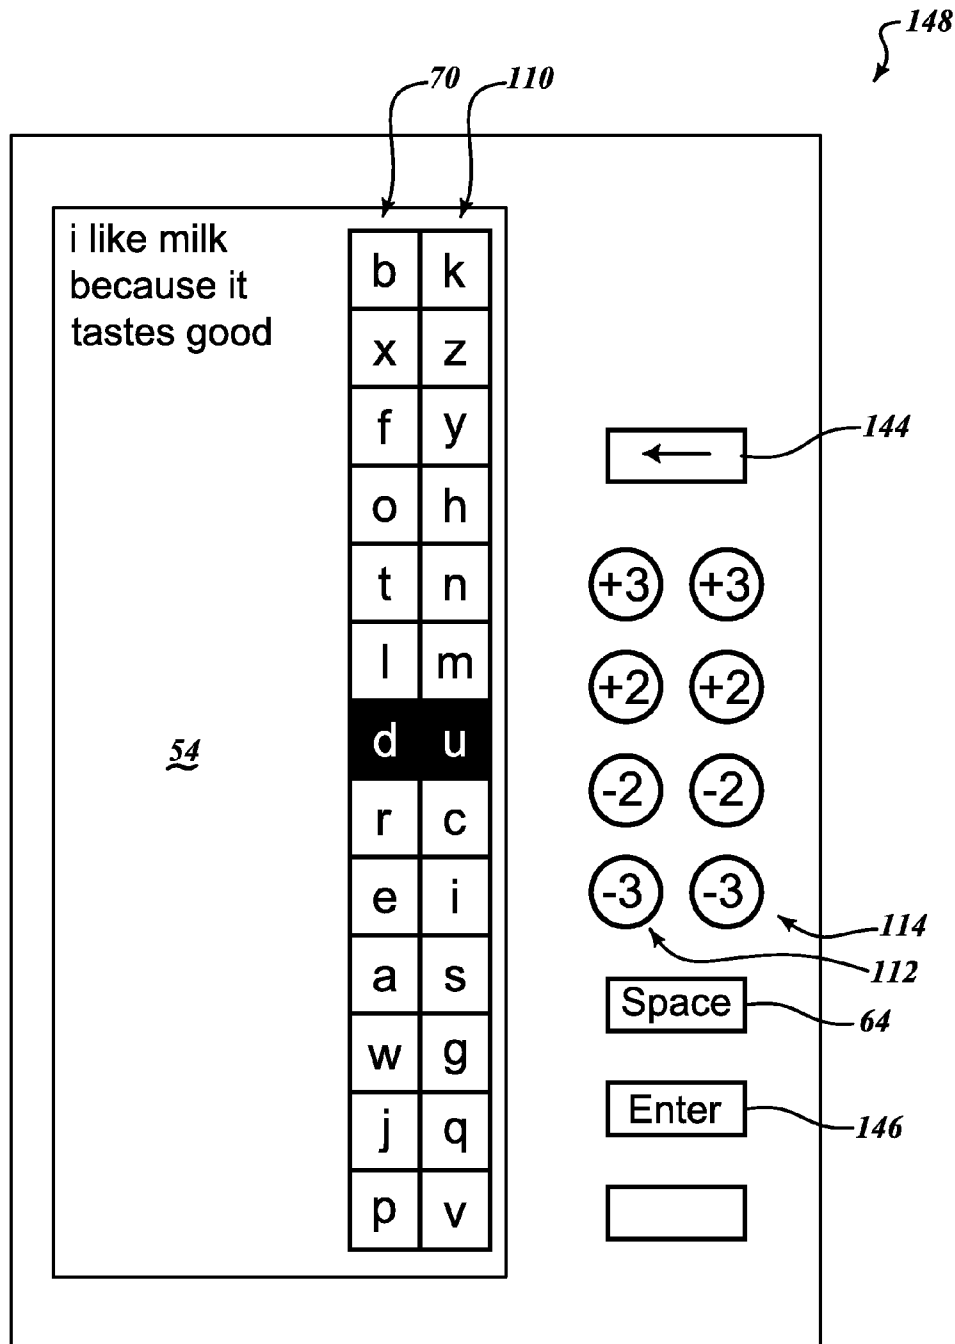 148
70 110
i like milk
because it
tastes good
b k
x z
f y
o h
t n
l m
d u
r c
e i
a s
w g
j q
p v
54
144
+3 +3
+2 +2
-2 -2
-3 -3
114
112
Space
64
Enter
146